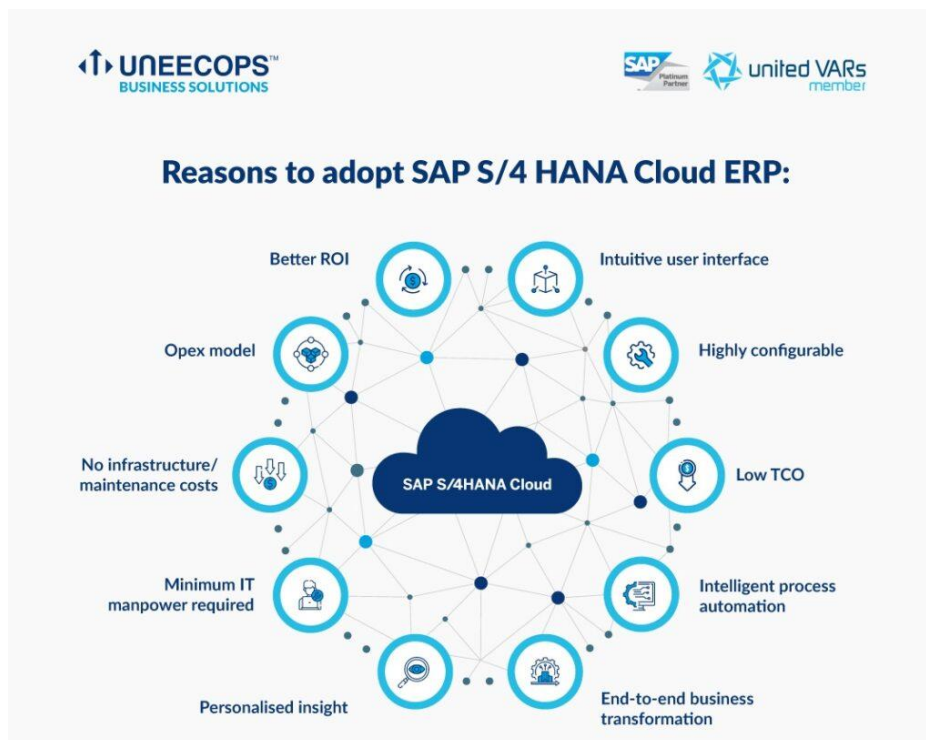 UNEECOPS™
BUSINESS SOLUTIONS
SAP
Platinum
Partner
united VARs
member
Reasons to adopt SAP S/4 HANA Cloud ERP:
Better ROI
Intuitive user interface
Opex model
Highly configurable
No infrastructure/
maintenance costs
SAP S/4HANA Cloud
Low TCO
Minimum IT
manpower required
Intelligent process
automation
Personalised insight
End-to-end business
transformation